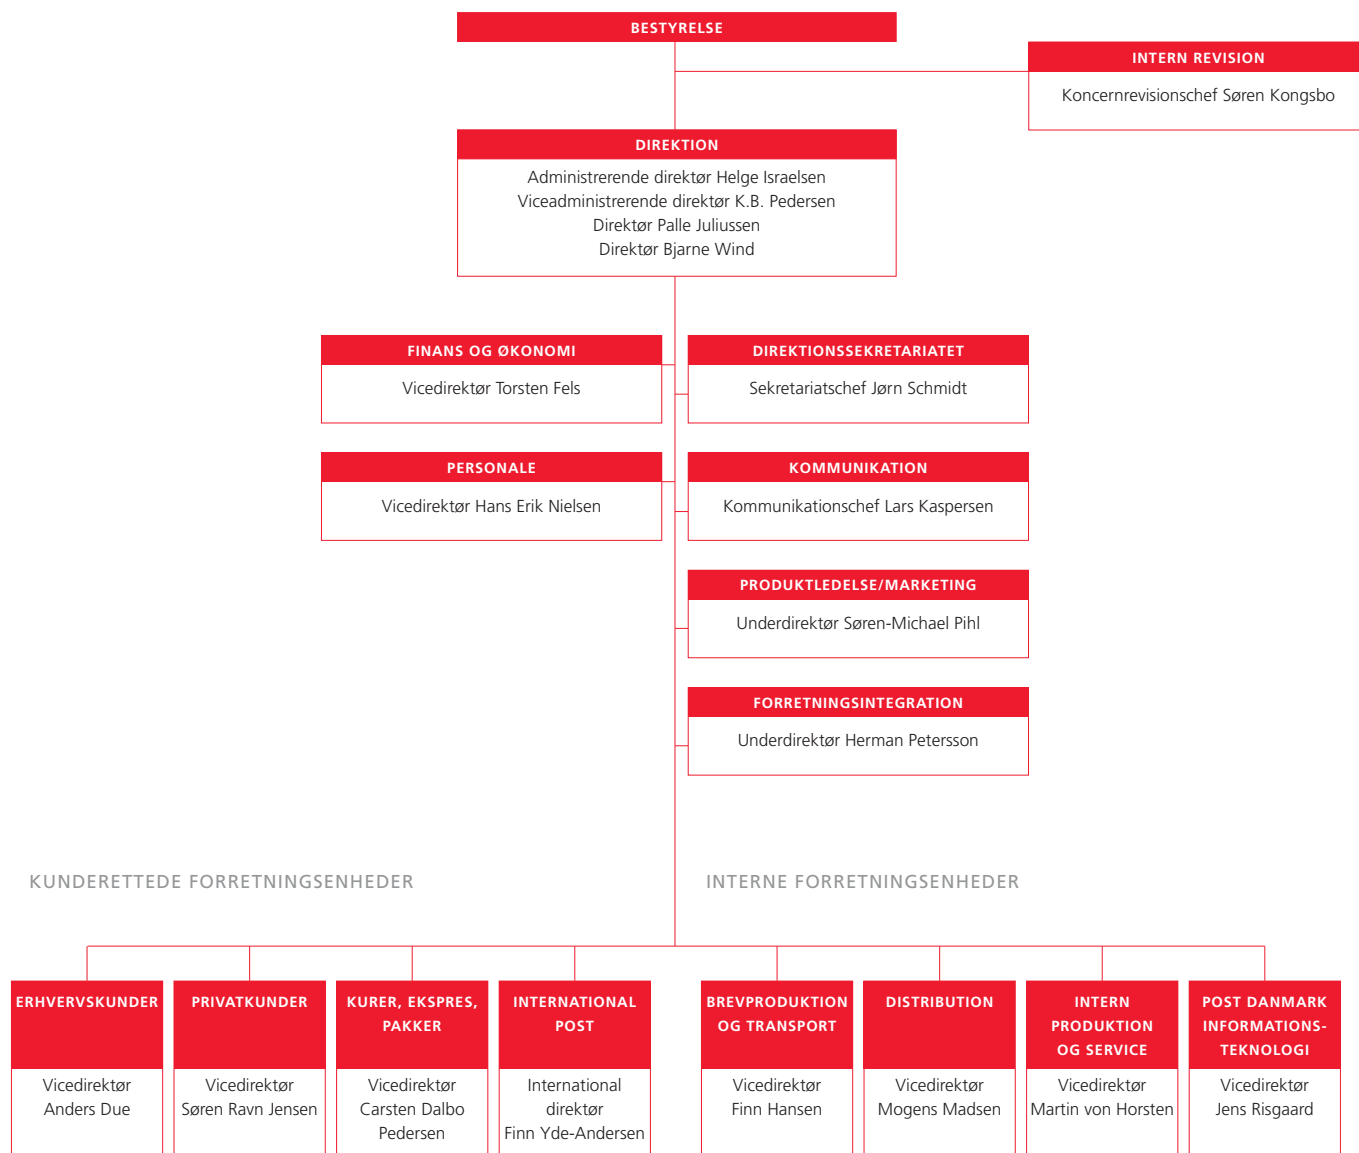 BESTYRELSE
INTERN REVISION
Koncernrevisionschef Søren Kongsbo
DIREKTION
Administrerende direktør Helge Israelsen
Viceadministrerende direktør K.B. Pedersen
Direktør Palle Juliussen
Direktør Bjarne Wind
FINANS OG ØKONOMI
Vicedirektør Torsten Fels
DIREKTIONSSEKRETARIATET
Sekretariatschef Jørn Schmidt
PERSONALE
Vicedirektør Hans Erik Nielsen
KOMMUNIKATION
Kommunikationschef Lars Kaspersen
PRODUKTLEDELSE/MARKETING
Underdirektør Søren-Michael Pihl
FORRETNINGSINTEGRATION
Underdirektør Herman Petersson
KUNDERETTEDE FORRETNINGSENHEDER
INTERNE FORRETNINGSENHEDER
ERHVERVSKUNDER
Vicedirektør
Anders Due
PRIVATKUNDER
Vicedirektør
Søren Ravn Jensen
KURER, EKSPRES,
PAKKER
Vicedirektør
Carsten Dalbo
Pedersen
INTERNATIONAL
POST
International
direktør
Finn Yde-Andersen
BREVPRODUKTION
OG TRANSPORT
Vicedirektør
Finn Hansen
DISTRIBUTION
Vicedirektør
Mogens Madsen
INTERN
PRODUKTION
OG SERVICE
Vicedirektør
Martin von Horsten
POST DANMARK
INFORMATIONS-
TEKNOLOGI
Vicedirektør
Jens Risgaard